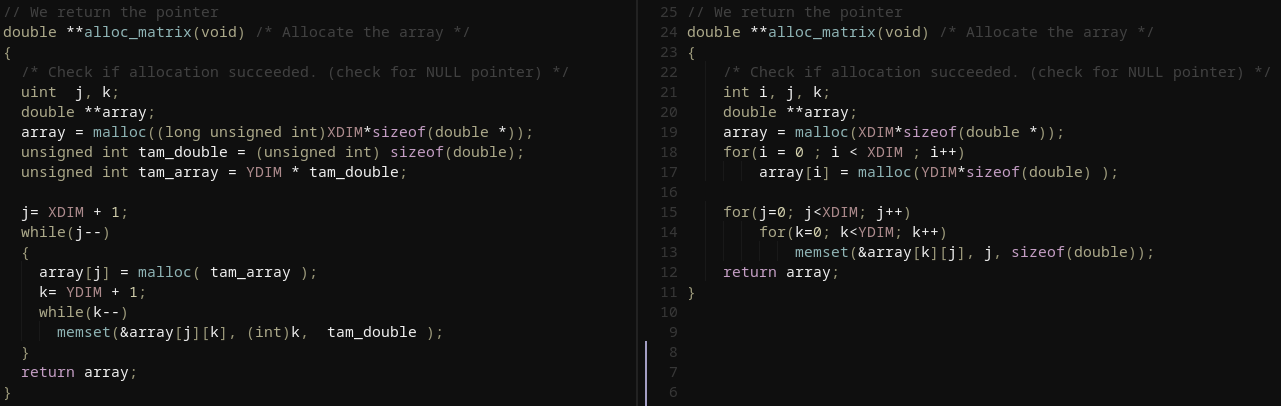 // We return the pointer
double **alloc_matrix(void) /* Allocate the array */
{
  /* Check if allocation succeeded. (check for NULL pointer) */
  uint  j, k;
  double **array;
  array = malloc((long unsigned int)XDIM*sizeof(double *));
  unsigned int tam_double = (unsigned int) sizeof(double);
  unsigned int tam_array = YDIM * tam_double;

  j= XDIM + 1;
  while(j--)
  {
    array[j] = malloc( tam_array );
    k= YDIM + 1;
    while(k--)
      memset(&array[j][k], (int)k,  tam_double );
  }
  return array;
}
25 // We return the pointer
24 double **alloc_matrix(void) /* Allocate the array */
23 {
22     /* Check if allocation succeeded. (check for NULL pointer) */
21     int i, j, k;
20     double **array;
19     array = malloc(XDIM*sizeof(double *));
18     for(i = 0 ; i < XDIM ; i++)
17         array[i] = malloc(YDIM*sizeof(double) );
16
15     for(j=0; j<XDIM; j++)
14         for(k=0; k<YDIM; k++)
13             memset(&array[k][j], j, sizeof(double));
12     return array;
11 }
10
9
8
7
6